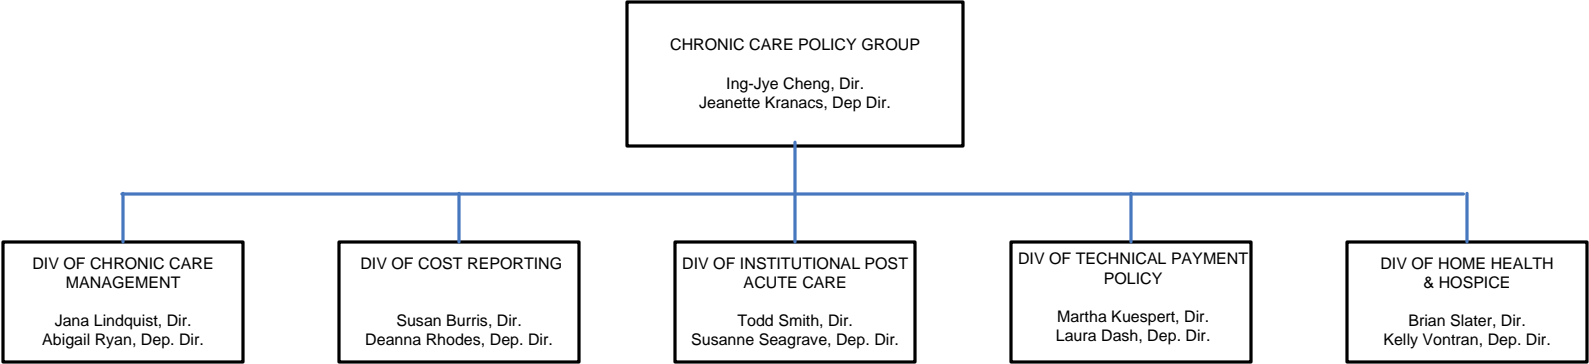 CHRONIC CARE POLICY GROUP
Ing-Jye Cheng, Dir.
Jeanette Kranacs, Dep Dir.
DIV OF CHRONIC CARE
MANAGEMENT
Jana Lindquist, Dir.
Abigail Ryan, Dep. Dir.
DIV OF COST REPORTING
Susan Burris, Dir.
Deanna Rhodes, Dep. Dir.
DIV OF INSTITUTIONAL POST
ACUTE CARE
Todd Smith, Dir.
Susanne Seagrave, Dep. Dir.
DIV OF TECHNICAL PAYMENT
POLICY
Martha Kuespert, Dir.
Laura Dash, Dep. Dir.
DIV OF HOME HEALTH
& HOSPICE
Brian Slater, Dir.
Kelly Vontran, Dep. Dir.